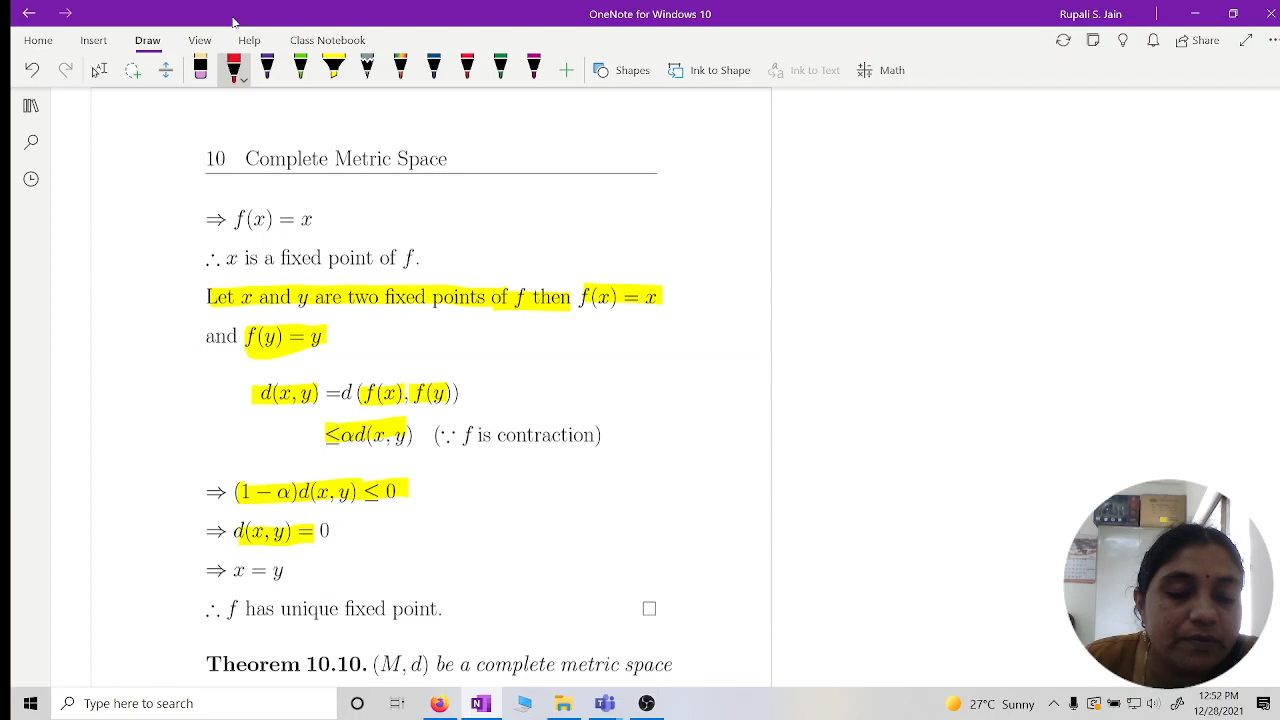 OneNote for Windows 10
Rupali S. Jain
Home Insert Draw View Help Class Notebook
Share
Shapes Ink to Shape Ink to Text Math
10 Complete Metric Space
⇒ f(x) = x
∴ x is a fixed point of f.
Let x and y are two fixed points of f then f(x) = x
and f(y) = y
d(x, y) =d (f(x), f(y))
≤αd(x, y) (∵ f is contraction)
⇒ (1 − α)d(x, y) ≤ 0
⇒ d(x, y) = 0
⇒ x = y
∴ f has unique fixed point. □
Theorem 10.10. (M, d) be a complete metric space
Type here to search
27°C Sunny
12:52 PM
12/28/2021